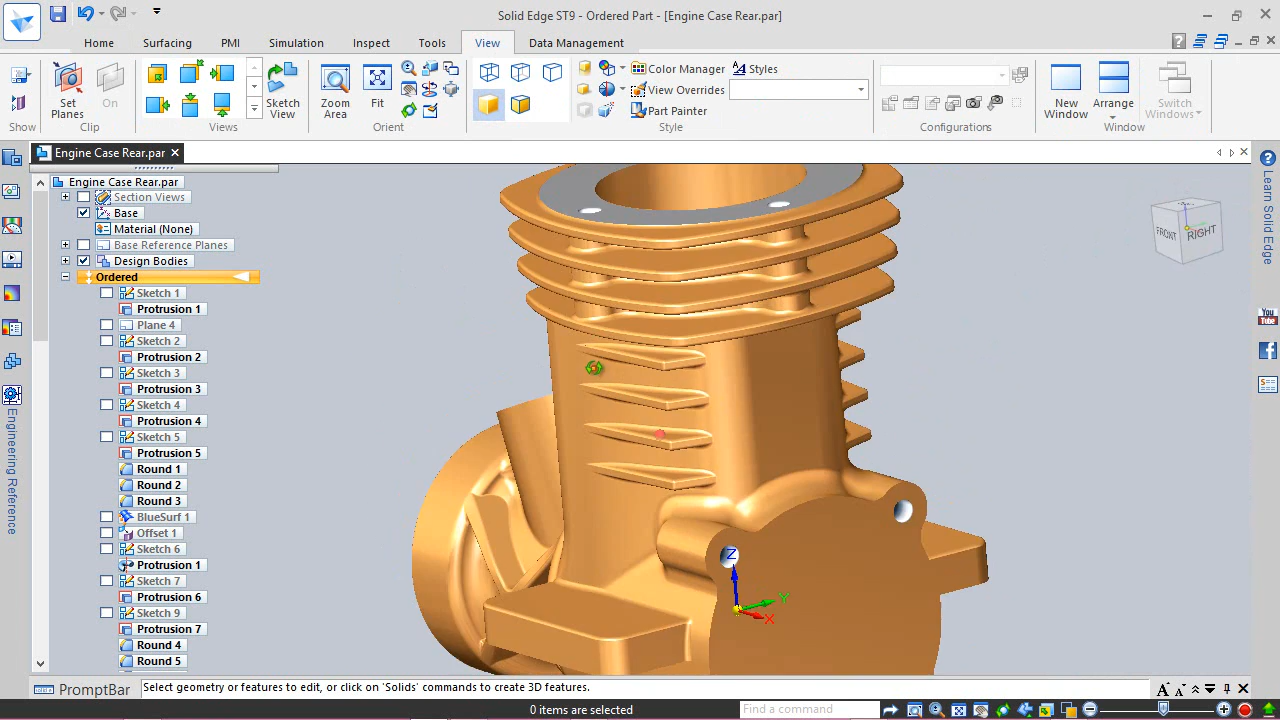 Solid Edge ST9 - Ordered Part - [Engine Case Rear.par]
Home Surfacing PMI Simulation Inspect Tools View Data Management
Set Planes
On
Sketch View
Zoom Area
Fit
Color Manager Styles
View Overrides
Part Painter
New Window
Arrange
Switch Windows
Show Clip Views Orient Style Configurations Window
Engine Case Rear.par
Engine Case Rear.par
Section Views
Base
Material (None)
Base Reference Planes
Design Bodies
Ordered
Sketch 1
Protrusion 1
Plane 4
Sketch 2
Protrusion 2
Sketch 3
Protrusion 3
Sketch 4
Protrusion 4
Sketch 5
Protrusion 5
Round 1
Round 2
Round 3
BlueSurf 1
Offset 1
Sketch 6
Protrusion 1
Sketch 7
Protrusion 6
Sketch 9
Protrusion 7
Round 4
Round 5
Engineering Reference
FRONT RIGHT
Z
Y
X
Learn Solid Edge
You Tube
PromptBar
Select geometry or features to edit, or click on 'Solids' commands to create 3D features.
0 items are selected
Find a command